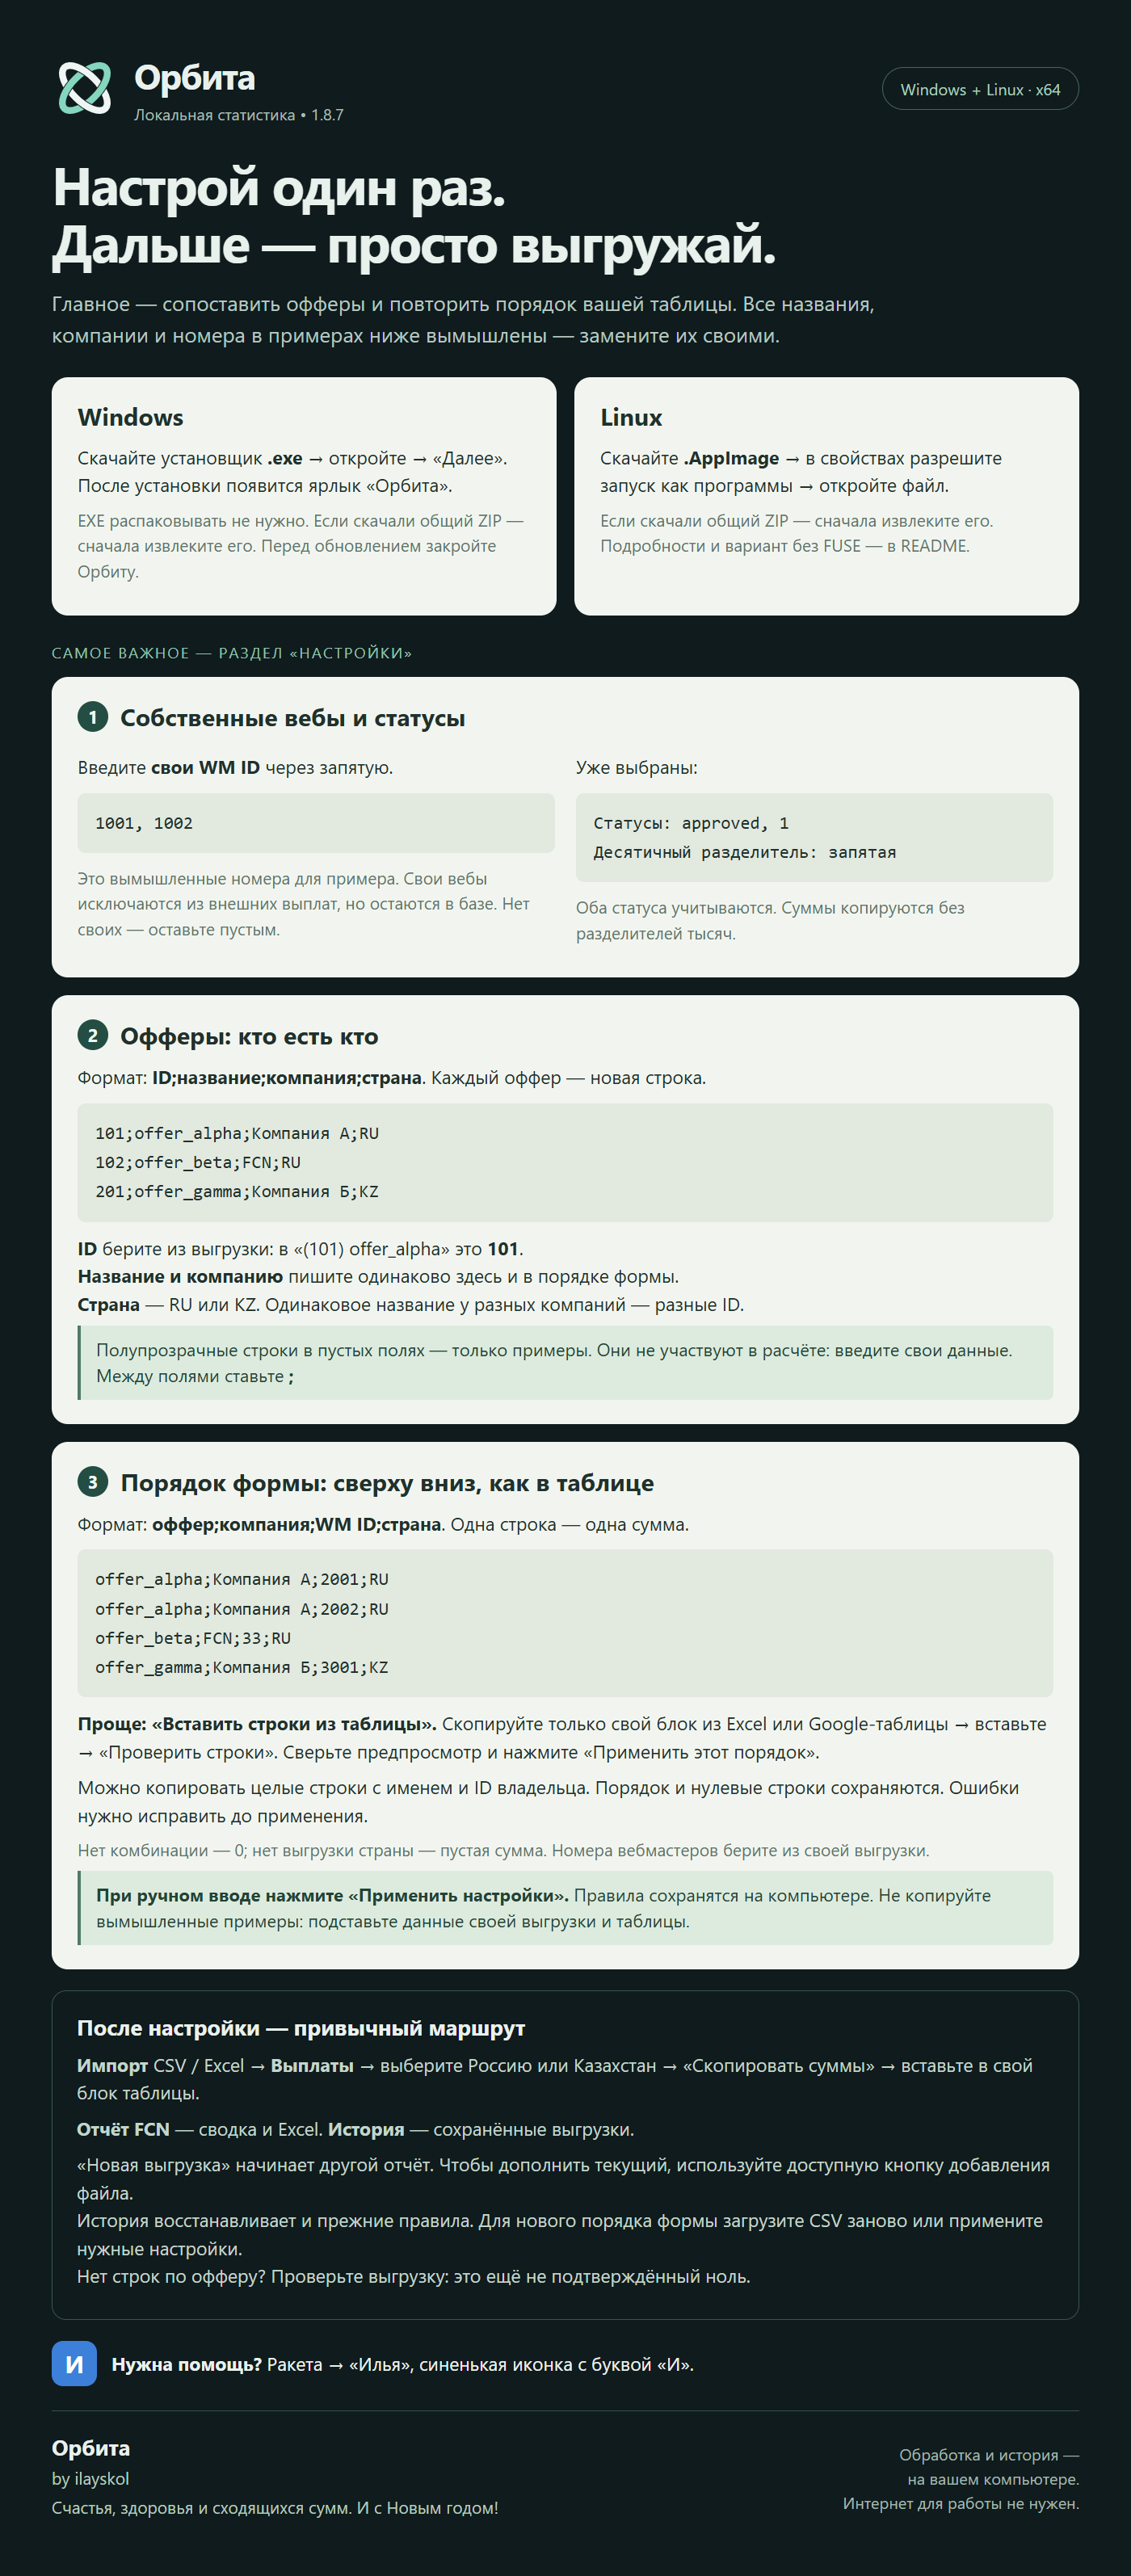 Орбита
Локальная статистика • 1.8.7
Windows + Linux · x64
Настрой один раз.
Дальше — просто выгружай.
Главное — сопоставить офферы и повторить порядок вашей таблицы. Все названия,
компании и номера в примерах ниже вымышлены — замените их своими.
Windows
Скачайте установщик .exe → откройте → «Далее».
После установки появится ярлык «Орбита».
EXE распаковывать не нужно. Если скачали общий ZIP —
сначала извлеките его. Перед обновлением закройте
Орбиту.
Linux
Скачайте .AppImage → в свойствах разрешите
запуск как программы → откройте файл.
Если скачали общий ZIP — сначала извлеките его.
Подробности и вариант без FUSE — в README.
САМОЕ ВАЖНОЕ — РАЗДЕЛ «НАСТРОЙКИ»
1 Собственные вебы и статусы
Введите свои WM ID через запятую.
1001, 1002
Это вымышленные номера для примера. Свои вебы
исключаются из внешних выплат, но остаются в базе. Нет
своих — оставьте пустым.
Уже выбраны:
Статусы: approved, 1
Десятичный разделитель: запятая
Оба статуса учитываются. Суммы копируются без
разделителей тысяч.
2 Офферы: кто есть кто
Формат: ID;название;компания;страна. Каждый оффер — новая строка.
101;offer_alpha;Компания А;RU
102;offer_beta;FCN;RU
201;offer_gamma;Компания Б;KZ
ID берите из выгрузки: в «(101) offer_alpha» это 101.
Название и компанию пишите одинаково здесь и в порядке формы.
Страна — RU или KZ. Одинаковое название у разных компаний — разные ID.
Полупрозрачные строки в пустых полях — только примеры. Они не участвуют в расчёте: введите свои данные.
Между полями ставьте ;
3 Порядок формы: сверху вниз, как в таблице
Формат: оффер;компания;WM ID;страна. Одна строка — одна сумма.
offer_alpha;Компания А;2001;RU
offer_alpha;Компания А;2002;RU
offer_beta;FCN;33;RU
offer_gamma;Компания Б;3001;KZ
Проще: «Вставить строки из таблицы». Скопируйте только свой блок из Excel или Google-таблицы → вставьте
→ «Проверить строки». Сверьте предпросмотр и нажмите «Применить этот порядок».
Можно копировать целые строки с именем и ID владельца. Порядок и нулевые строки сохраняются. Ошибки
нужно исправить до применения.
Нет комбинации — 0; нет выгрузки страны — пустая сумма. Номера вебмастеров берите из своей выгрузки.
При ручном вводе нажмите «Применить настройки». Правила сохранятся на компьютере. Не копируйте
вымышленные примеры: подставьте данные своей выгрузки и таблицы.
После настройки — привычный маршрут
Импорт CSV / Excel → Выплаты → выберите Россию или Казахстан → «Скопировать суммы» → вставьте в свой
блок таблицы.
Отчёт FCN — сводка и Excel. История — сохранённые выгрузки.
«Новая выгрузка» начинает другой отчёт. Чтобы дополнить текущий, используйте доступную кнопку добавления
файла.
История восстанавливает и прежние правила. Для нового порядка формы загрузите CSV заново или примените
нужные настройки.
Нет строк по офферу? Проверьте выгрузку: это ещё не подтверждённый ноль.
И Нужна помощь? Ракета → «Илья», синенькая иконка с буквой «И».
Орбита
by ilayskol
Счастья, здоровья и сходящихся сумм. И с Новым годом!
Обработка и история —
на вашем компьютере.
Интернет для работы не нужен.